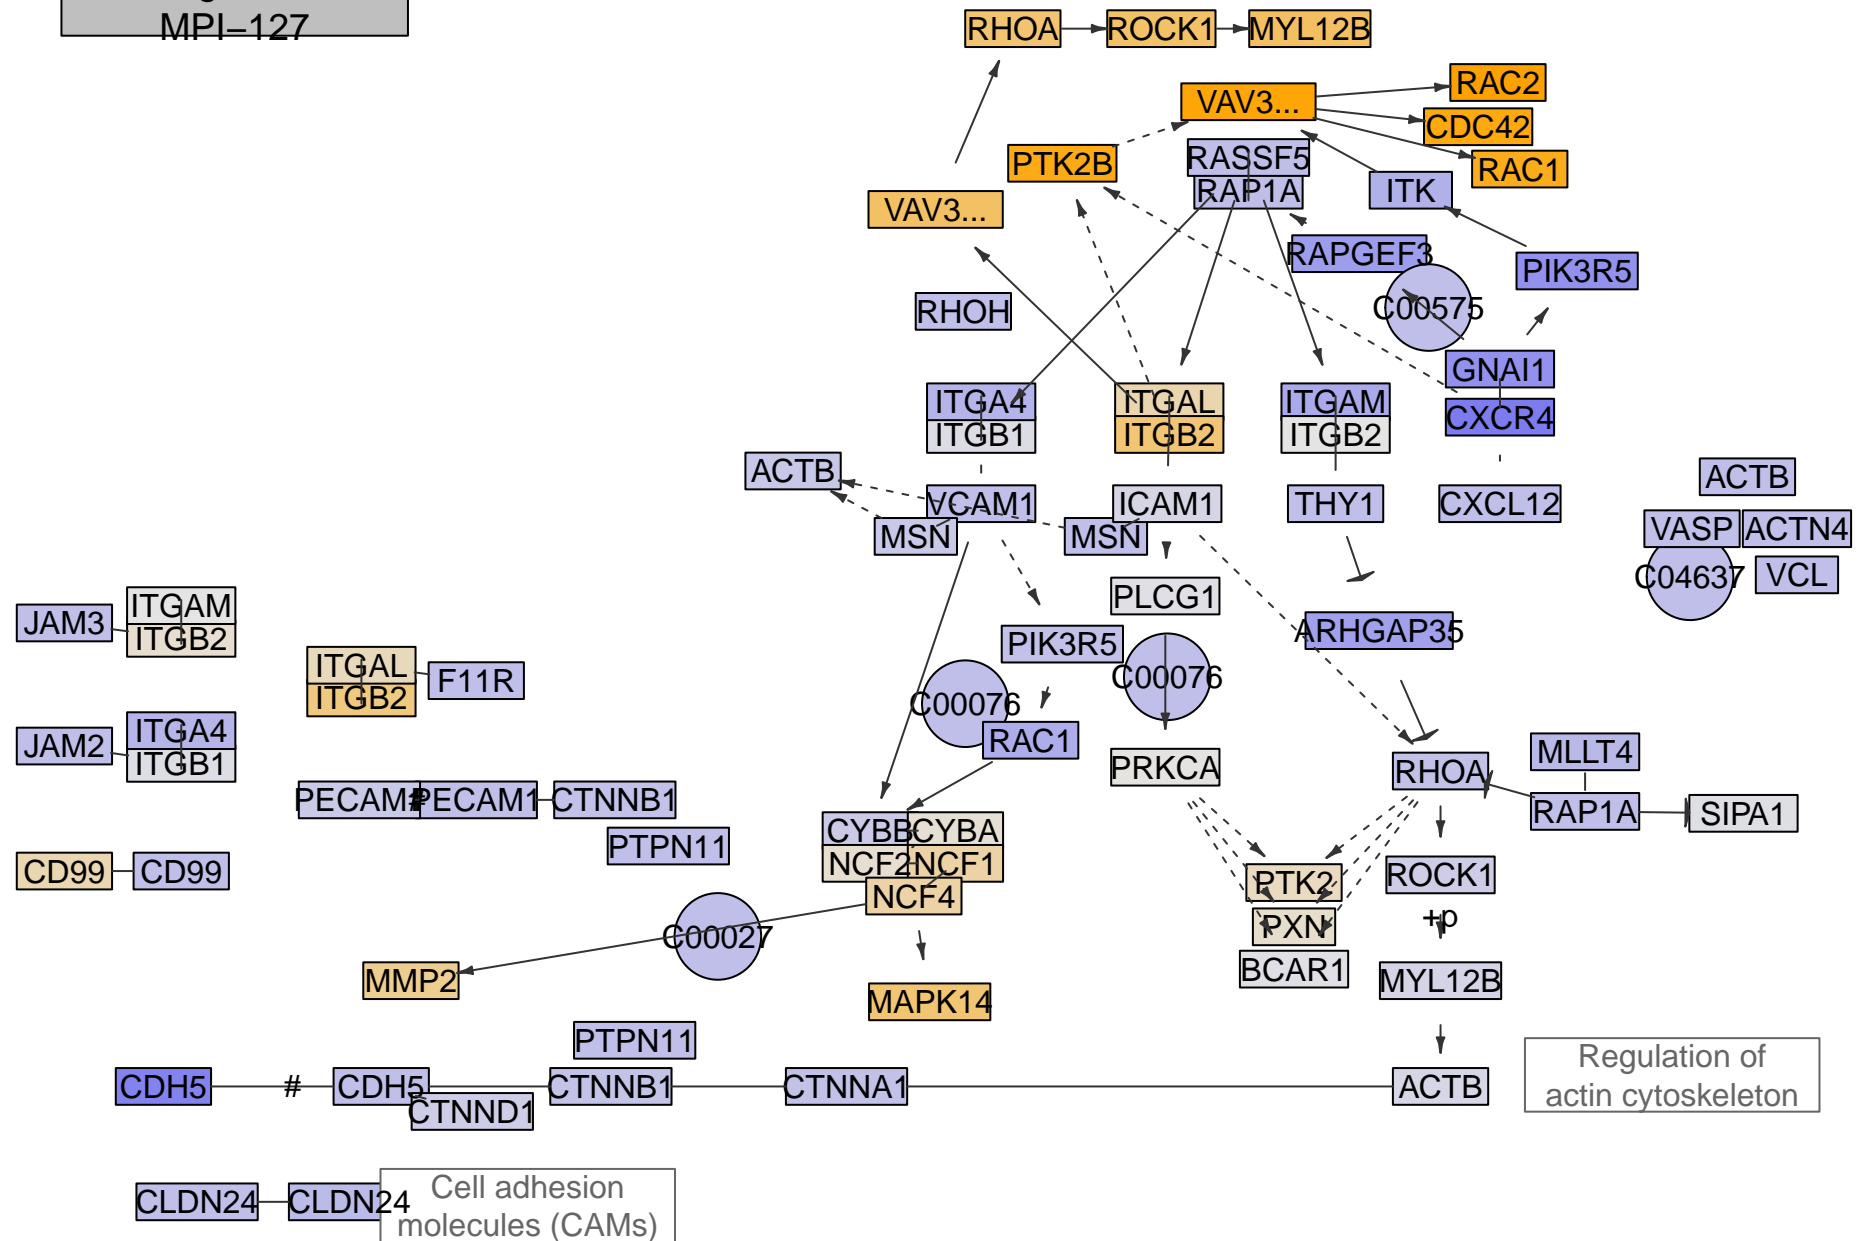 MPI–127
RHOA
ROCK1
MYL12B
RAC2
VAV3...
CDC42
RASSF5
PTK2B
RAC1
RAP1A
ITK
VAV3...
RAPGEF3
PIK3R5
RHOH
C00575
GNAI1
ITGA4
ITGAL
ITGAM
CXCR4
ITGB1
ITGB2
ITGB2
ACTB
ACTB
VCAM1
ICAM1
THY1
CXCL12
MSN
MSN
VASP
ACTN4
C04637
VCL
PLCG1
ITGAM
JAM3
ITGB2
ARHGAP35
PIK3R5
ITGAL
F11R
C00076
ITGB2
C00076
ITGA4
JAM2
RAC1
MLLT4
ITGB1
PRKCA
RHOA
PECAM1
#
PECAM1
CTNNB1
RAP1A
SIPA1
CYBB
CYBA
PTPN11
NCF2
NCF1
CD99
CD99
PTK2
ROCK1
NCF4
PXN
+p
C00027
BCAR1
MMP2
MYL12B
MAPK14
PTPN11
Regulation of
actin cytoskeleton
CDH5
#
CDH5
CTNNB1
CTNNA1
ACTB
CTNND1
CLDN24
CLDN24
Cell adhesion
molecules (CAMs)